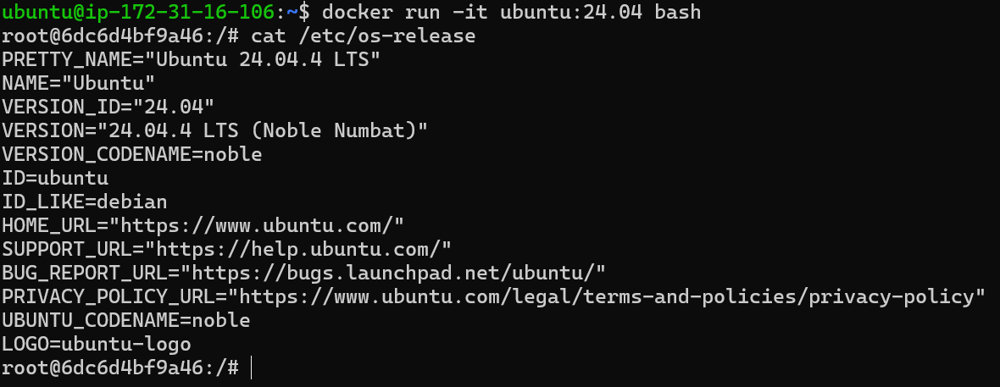 ubuntu@ip-172-31-16-106:~$ docker run -it ubuntu:24.04 bash
root@6dc6d4bf9a46:/# cat /etc/os-release
PRETTY_NAME="Ubuntu 24.04.4 LTS"
NAME="Ubuntu"
VERSION_ID="24.04"
VERSION="24.04.4 LTS (Noble Numbat)"
VERSION_CODENAME=noble
ID=ubuntu
ID_LIKE=debian
HOME_URL="https://www.ubuntu.com/"
SUPPORT_URL="https://help.ubuntu.com/"
BUG_REPORT_URL="https://bugs.launchpad.net/ubuntu/"
PRIVACY_POLICY_URL="https://www.ubuntu.com/legal/terms-and-policies/privacy-policy"
UBUNTU_CODENAME=noble
LOGO=ubuntu-logo
root@6dc6d4bf9a46:/#